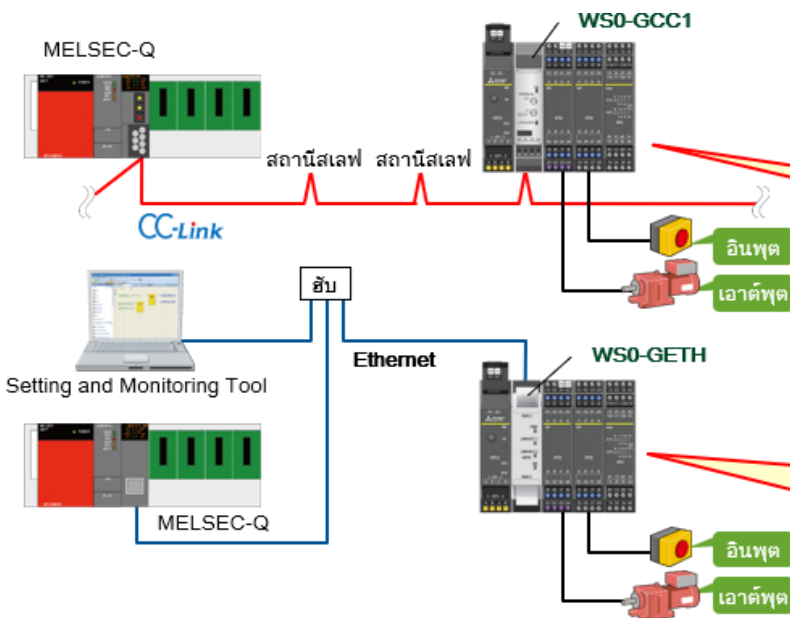 WS0-GCC1
MELSEC-Q
สถานีสเลฟ สถานีสเลฟ
CC-Link
อินพุต
เอาต์พุต
ฮับ
Ethernet
WS0-GETH
Setting and Monitoring Tool
MELSEC-Q
อินพุต
เอาต์พุต